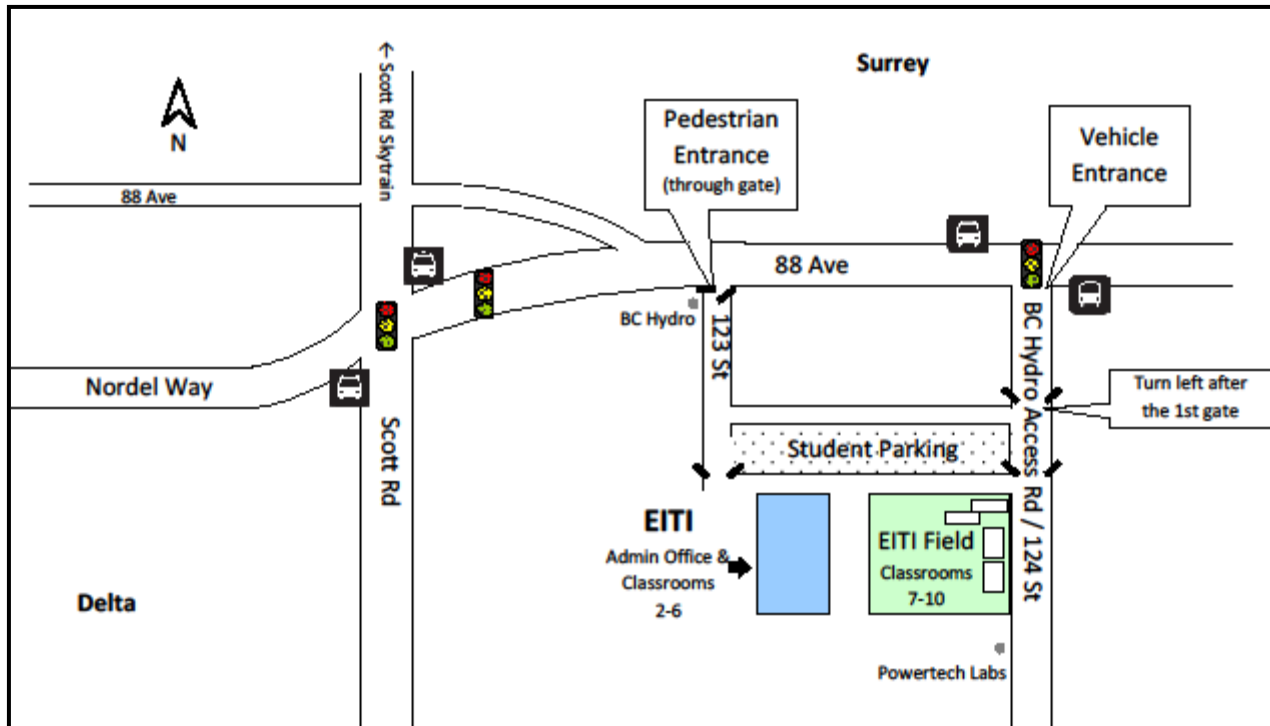 Surrey
← Scott Rd Skytrain
N
Pedestrian
Entrance
(through gate)
Vehicle
Entrance
88 Ave
88 Ave
BC Hydro
123 St
BC Hydro Access Rd / 124 St
Nordel Way
Turn left after
the 1st gate
Scott Rd
Student Parking
EITI
Admin Office &
Classrooms
2-6
EITI Field
Classrooms
7-10
Delta
Powertech Labs